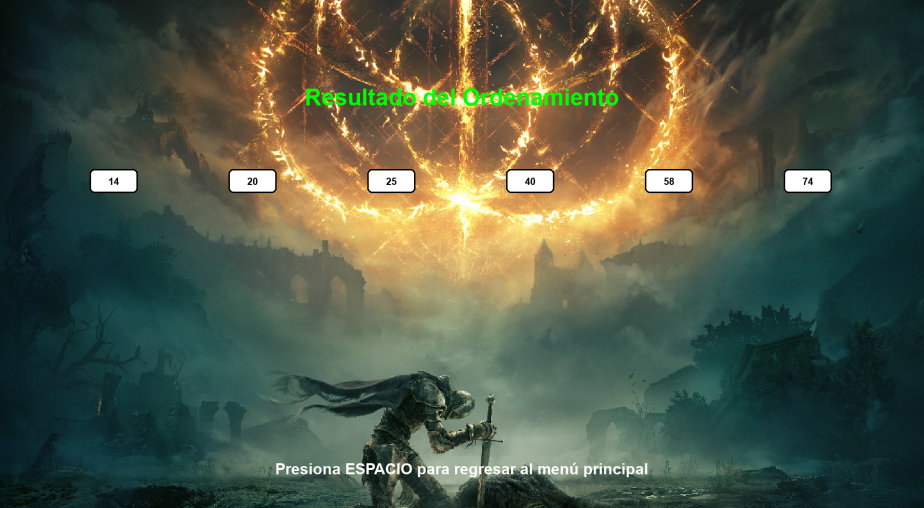 Resultado del Ordenamiento
14 20 25 40 58 74
Presiona ESPACIO para regresar al menú principal